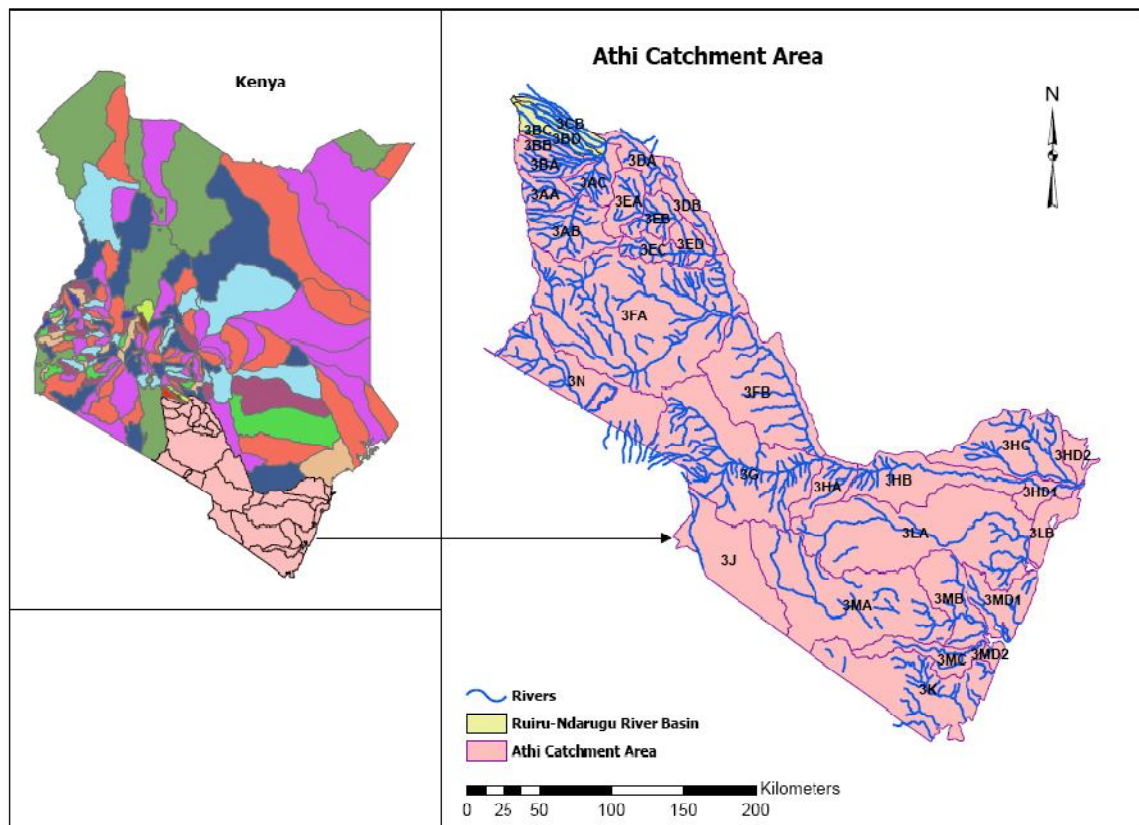 Kenya
Athi Catchment Area
N
3CB
3BC
3BD
3BB
3BA
3DA
3AC
3AA
3EA
3DB
3EB
3AB
3EC
3ED
3FA
3N
3FB
3G
3HA
3HB
3HC
3HD2
3HD1
3LA
3LB
3J
3MA
3MB
3MD1
3MC
3MD2
3K
Rivers
Ruiru-Ndarugu River Basin
Athi Catchment Area
Kilometers
0 25 50 100 150 200